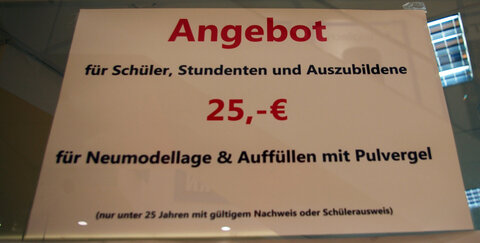 Angebot
für Schüler, Stundenten und Auszubildene
25,-€
für Neumodellage & Auffüllen mit Pulvergel
(nur unter 25 Jahren mit gültigem Nachweis oder Schülerausweis)